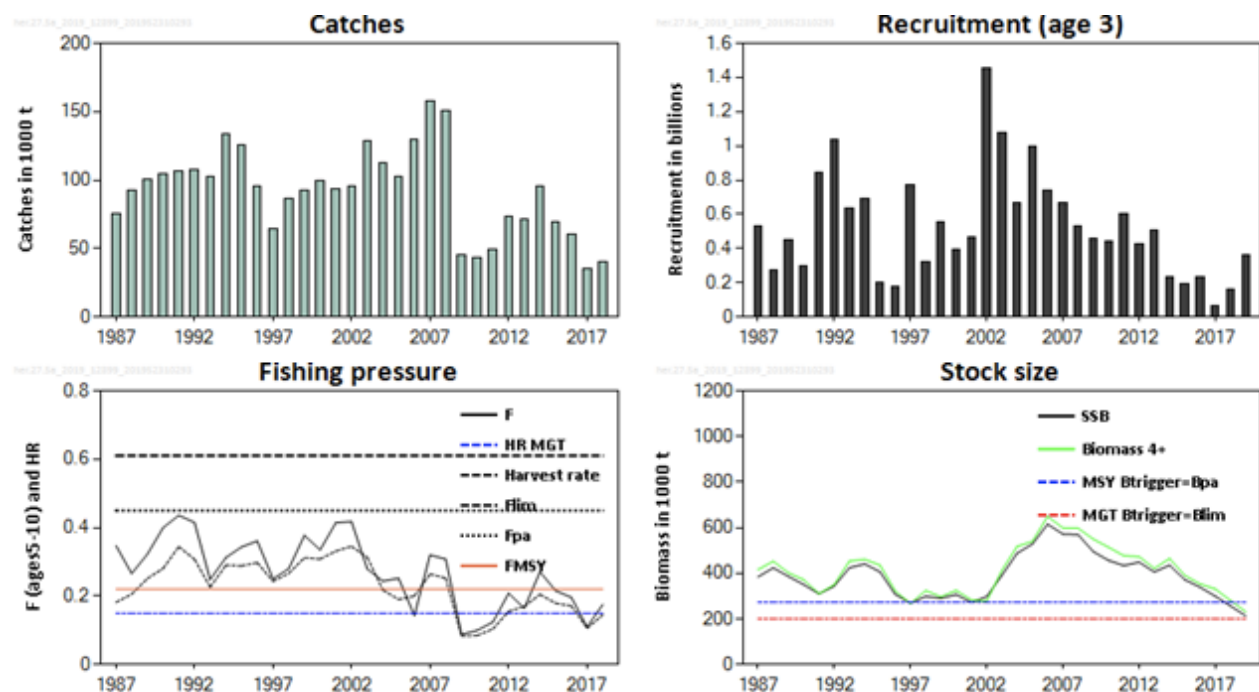 Catches
200
150
100
50
0
Catches in 1000 t
1987 1992 1997 2002 2007 2012 2017
Recruitment (age 3)
1.6
1.4
1.2
1
0.8
0.6
0.4
0.2
0
Recruitment in billions
1987 1992 1997 2002 2007 2012 2017
Fishing pressure
0.8
0.6
0.4
0.2
0
F (ages5-10) and HR
F
HR MGT
Harvest rate
Flim
Fpa
FMSY
1987 1992 1997 2002 2007 2012 2017
Stock size
1200
1000
800
600
400
200
0
Biomass in 1000 t
SSB
Biomass 4+
MSY Btrigger=Bpa
MGT Btrigger=Blim
1987 1992 1997 2002 2007 2012 2017